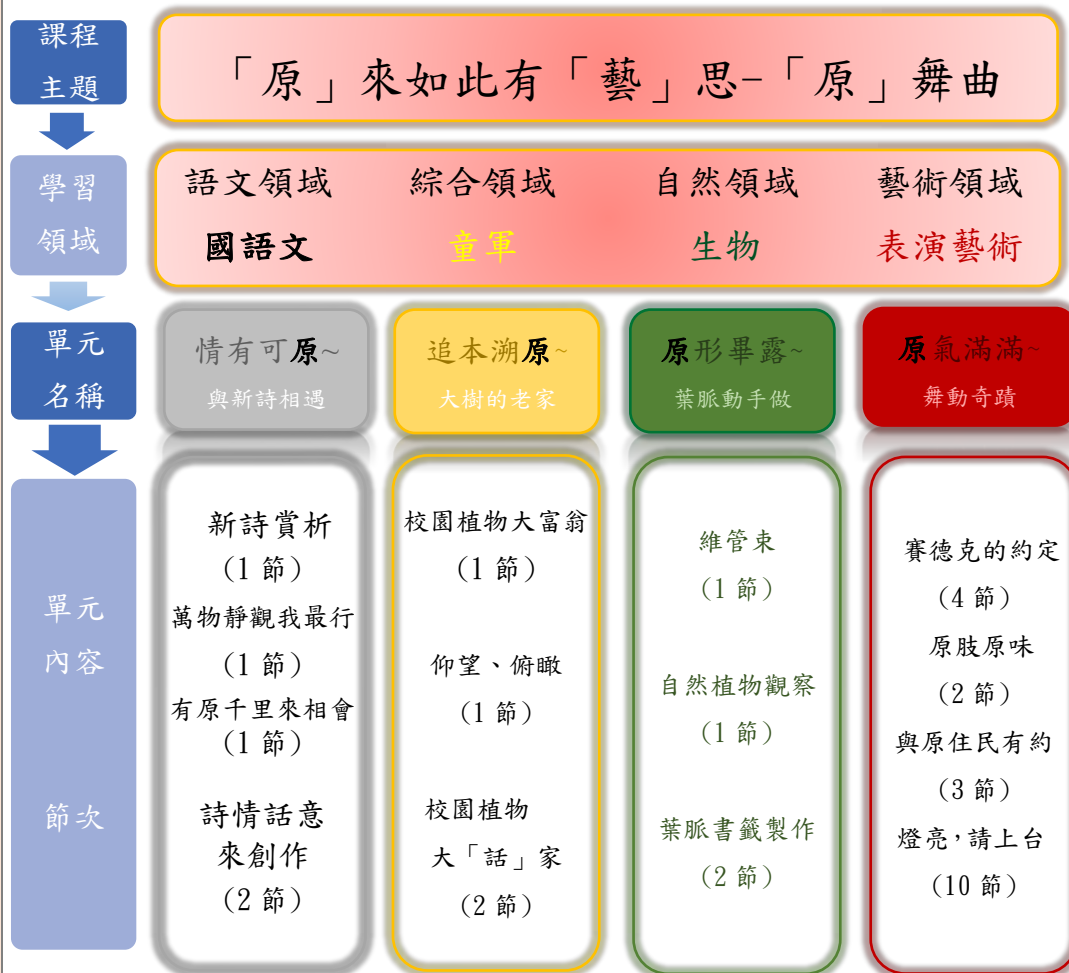 課程
主題
「原」來如此有「藝」思-「原」舞曲
學習
領域
語文領域
國語文
綜合領域
童軍
自然領域
生物
藝術領域
表演藝術
單元
名稱
情有可原~
與新詩相遇
追本溯原~
大樹的老家
原形畢露~
葉脈動手做
原氣滿滿~
舞動奇蹟
單元
內容
節次
新詩賞析
(1 節)
萬物靜觀我最行
(1 節)
有原千里來相會
(1 節)
詩情話意
來創作
(2 節)
校園植物大富翁
(1 節)
仰望、俯瞰
(1 節)
校園植物
大「話」家
(2 節)
維管束
(1 節)
自然植物觀察
(1 節)
葉脈書籤製作
(2 節)
賽德克的約定
(4 節)
原肢原味
(2 節)
與原住民有約
(3 節)
燈亮,請上台
(10 節)